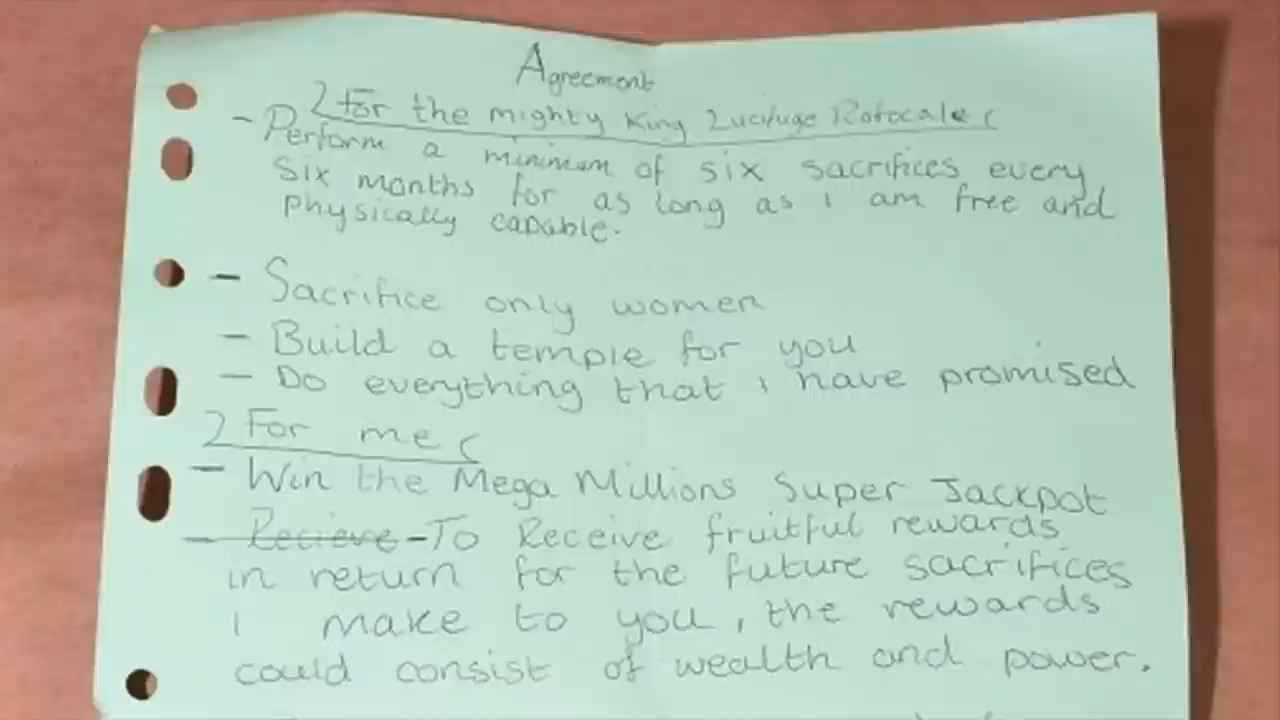 Agreement
For the mighty King Lucifuge Rofocale
- Perform a minimum of six sacrifices every
six months for as long as I am free and
physically capable.
- Sacrifice only women
- Build a temple for you
- Do everything that I have promised
For me
- Win the Mega Millions Super Jackpot
- Recieve - To Receive fruitful rewards
in return for the future sacrifices
I make to you, the rewards
could consist of wealth and power.